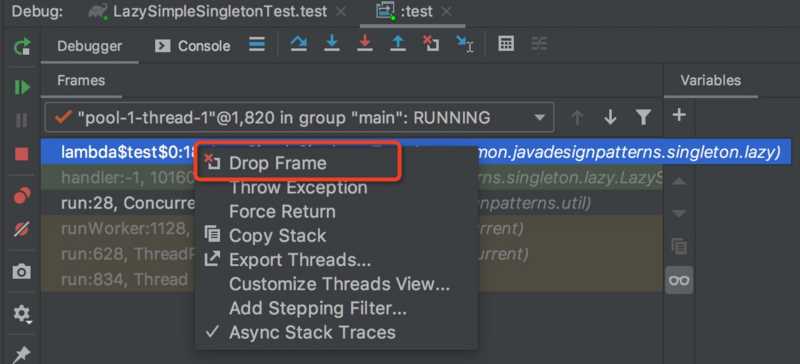 Debug: LazySimpleSingletonTest.test × :test ×
Debugger Console
Frames Variables
"pool-1-thread-1"@1,820 in group "main": RUNNING
lambda$test$0:18 mon.javadesignpatterns.singleton.lazy)
Drop Frame
handler:-1, 10160 rns.singleton.lazy.LazyS
Throw Exception
run:28, Concurre npatterns.util)
Force Return
runWorker:1128, current)
Copy Stack
run:628, ThreadP urrent)
Export Threads...
run:834, Thread
Customize Threads View...
Add Stepping Filter...
Async Stack Traces